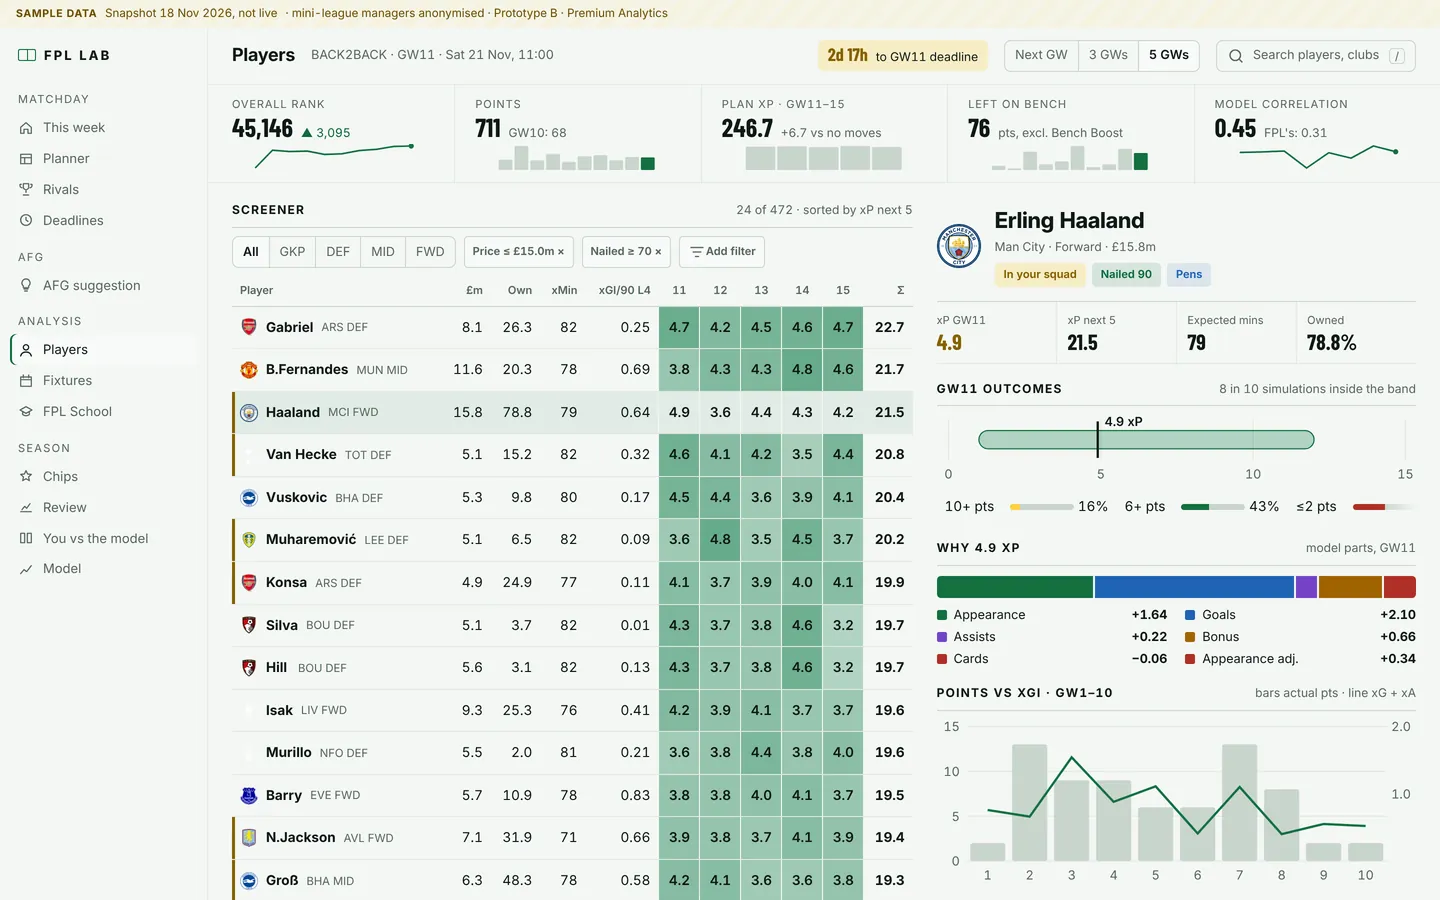 SAMPLE DATA Snapshot 18 Nov 2026, not live · mini-league managers anonymised · Prototype B · Premium Analytics
FPL LAB
MATCHDAY
This week
Planner
Rivals
Deadlines
AFG
AFG suggestion
ANALYSIS
Players
Fixtures
FPL School
SEASON
Chips
Review
You vs the model
Model
Players BACK2BACK · GW11 · Sat 21 Nov, 11:00
2d 17h to GW11 deadline
Next GW 3 GWs 5 GWs
Search players, clubs /
OVERALL RANK
45,146 ▲ 3,095
POINTS
711 GW10: 68
PLAN XP · GW11–15
246.7 +6.7 vs no moves
LEFT ON BENCH
76 pts, excl. Bench Boost
MODEL CORRELATION
0.45 FPL's: 0.31
SCREENER 24 of 472 · sorted by xP next 5
All GKP DEF MID FWD Price ≤ £15.0m × Nailed ≥ 70 × Add filter
Player £m Own xMin xGI/90 L4 11 12 13 14 15 Σ
Gabriel ARS DEF 8.1 26.3 82 0.25 4.7 4.2 4.5 4.6 4.7 22.7
B.Fernandes MUN MID 11.6 20.3 78 0.69 3.8 4.3 4.3 4.8 4.6 21.7
Haaland MCI FWD 15.8 78.8 79 0.64 4.9 3.6 4.4 4.3 4.2 21.5
Van Hecke TOT DEF 5.1 15.2 82 0.32 4.6 4.1 4.2 3.5 4.4 20.8
Vuskovic BHA DEF 5.3 9.8 80 0.17 4.5 4.4 3.6 3.9 4.1 20.4
Muharemović LEE DEF 5.1 6.5 82 0.09 3.6 4.8 3.5 4.5 3.7 20.2
Konsa ARS DEF 4.9 24.9 77 0.11 4.1 3.7 3.9 4.0 4.1 19.9
Silva BOU DEF 5.1 3.7 82 0.01 4.3 3.7 3.8 4.6 3.2 19.7
Hill BOU DEF 5.6 3.1 82 0.13 4.3 3.7 3.8 4.6 3.2 19.7
Isak LIV FWD 9.3 25.3 76 0.41 4.2 3.9 4.1 3.7 3.7 19.6
Murillo NFO DEF 5.5 2.0 81 0.21 3.6 3.8 4.4 3.8 4.0 19.6
Barry EVE FWD 5.7 10.9 78 0.83 3.8 3.8 4.0 4.1 3.7 19.5
N.Jackson AVL FWD 7.1 31.9 71 0.66 3.9 3.8 3.7 4.1 3.9 19.4
Groß BHA MID 6.3 48.3 78 0.58 4.2 4.1 3.6 3.6 3.8 19.3
MANCHESTER CITY
Erling Haaland
Man City · Forward · £15.8m
In your squad Nailed 90 Pens
xP GW11 xP next 5 Expected mins Owned
4.9 21.5 79 78.8%
GW11 OUTCOMES 8 in 10 simulations inside the band
4.9 xP
0 5 10 15
10+ pts 16% 6+ pts 43% ≤2 pts
WHY 4.9 XP model parts, GW11
Appearance +1.64 Goals +2.10
Assists +0.22 Bonus +0.66
Cards −0.06 Appearance adj. +0.34
POINTS VS XGI · GW1–10 bars actual pts · line xG + xA
15 2.0
10
1.0
5
0
1 2 3 4 5 6 7 8 9 10